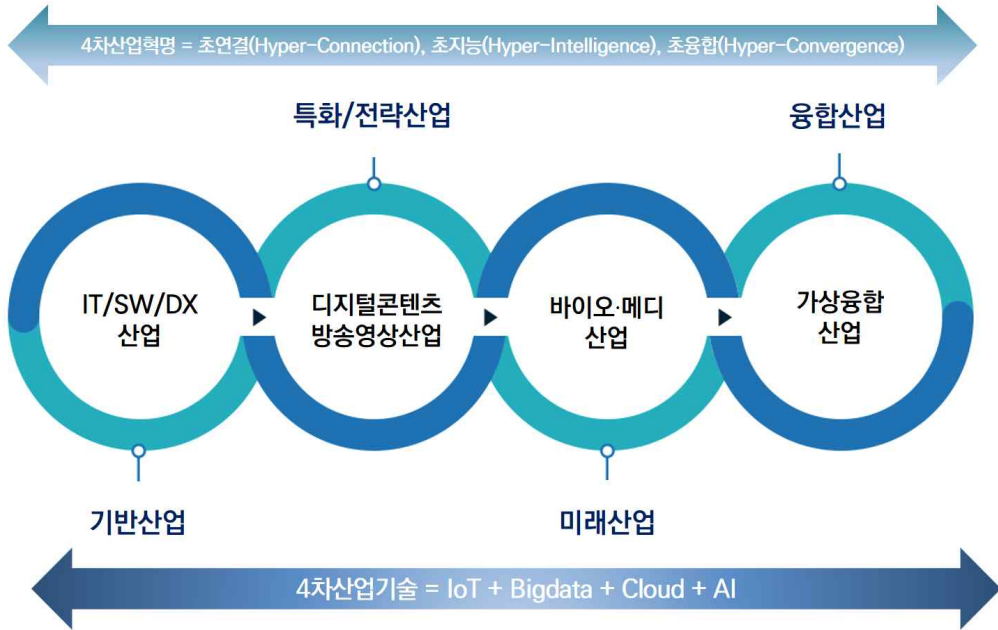 4차산업혁명 = 초연결(Hyper-Connection), 초지능(Hyper-Intelligence), 초융합(Hyper-Convergence)
특화/전략산업
융합산업
IT/SW/DX
산업
디지털콘텐츠
방송영상산업
바이오·메디
산업
가상융합
산업
기반산업
미래산업
4차산업기술 = IoT + Bigdata + Cloud + AI